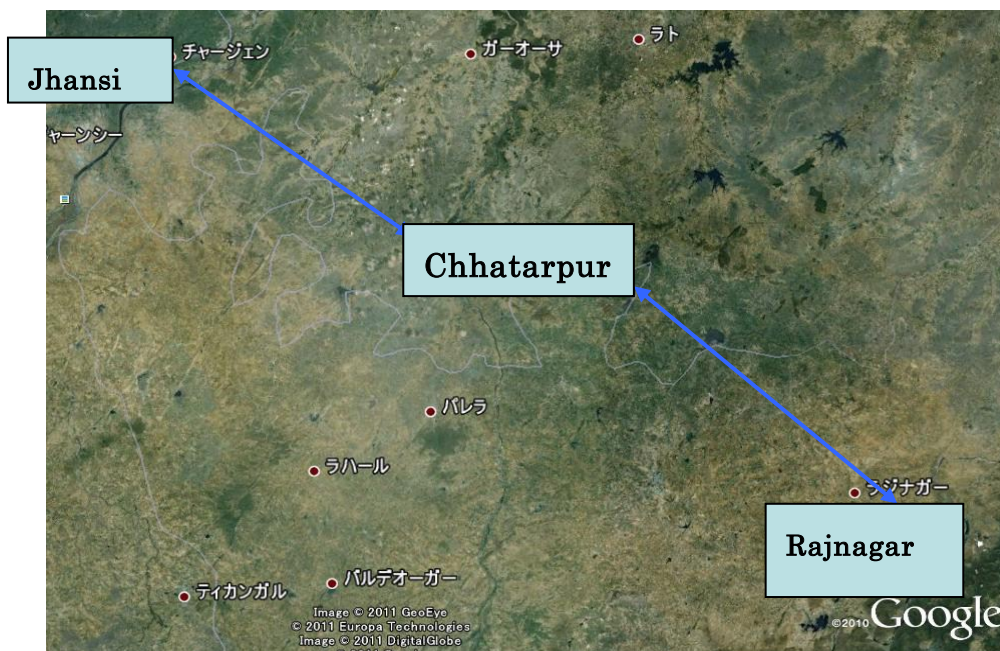 チャージェン
ガーオーサ
ラト
Jhansi
ャーンシー
Chhatarpur
パレラ
ラハール
ラジナガー
Rajnagar
ティカンガル
バルデオーガー
Image © 2011 GeoEye
© 2011 Europa Technologies
Image © 2011 DigitalGlobe
©2010 Google